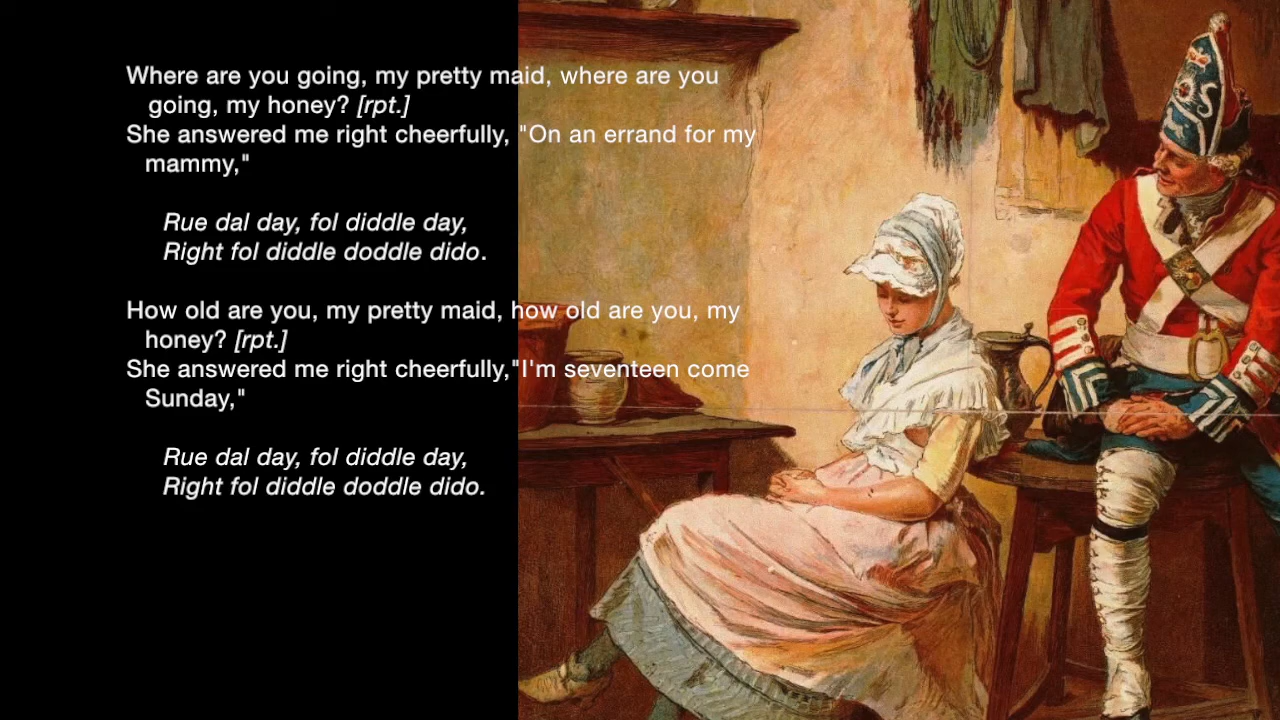 Where are you going, my pretty maid, where are you
going, my honey? [rpt.]
She answered me right cheerfully, "On an errand for my
mammy,"
Rue dal day, fol diddle day,
Right fol diddle doddle dido.
How old are you, my pretty maid, how old are you, my
honey? [rpt.]
She answered me right cheerfully,"I'm seventeen come
Sunday,"
Rue dal day, fol diddle day,
Right fol diddle doddle dido.